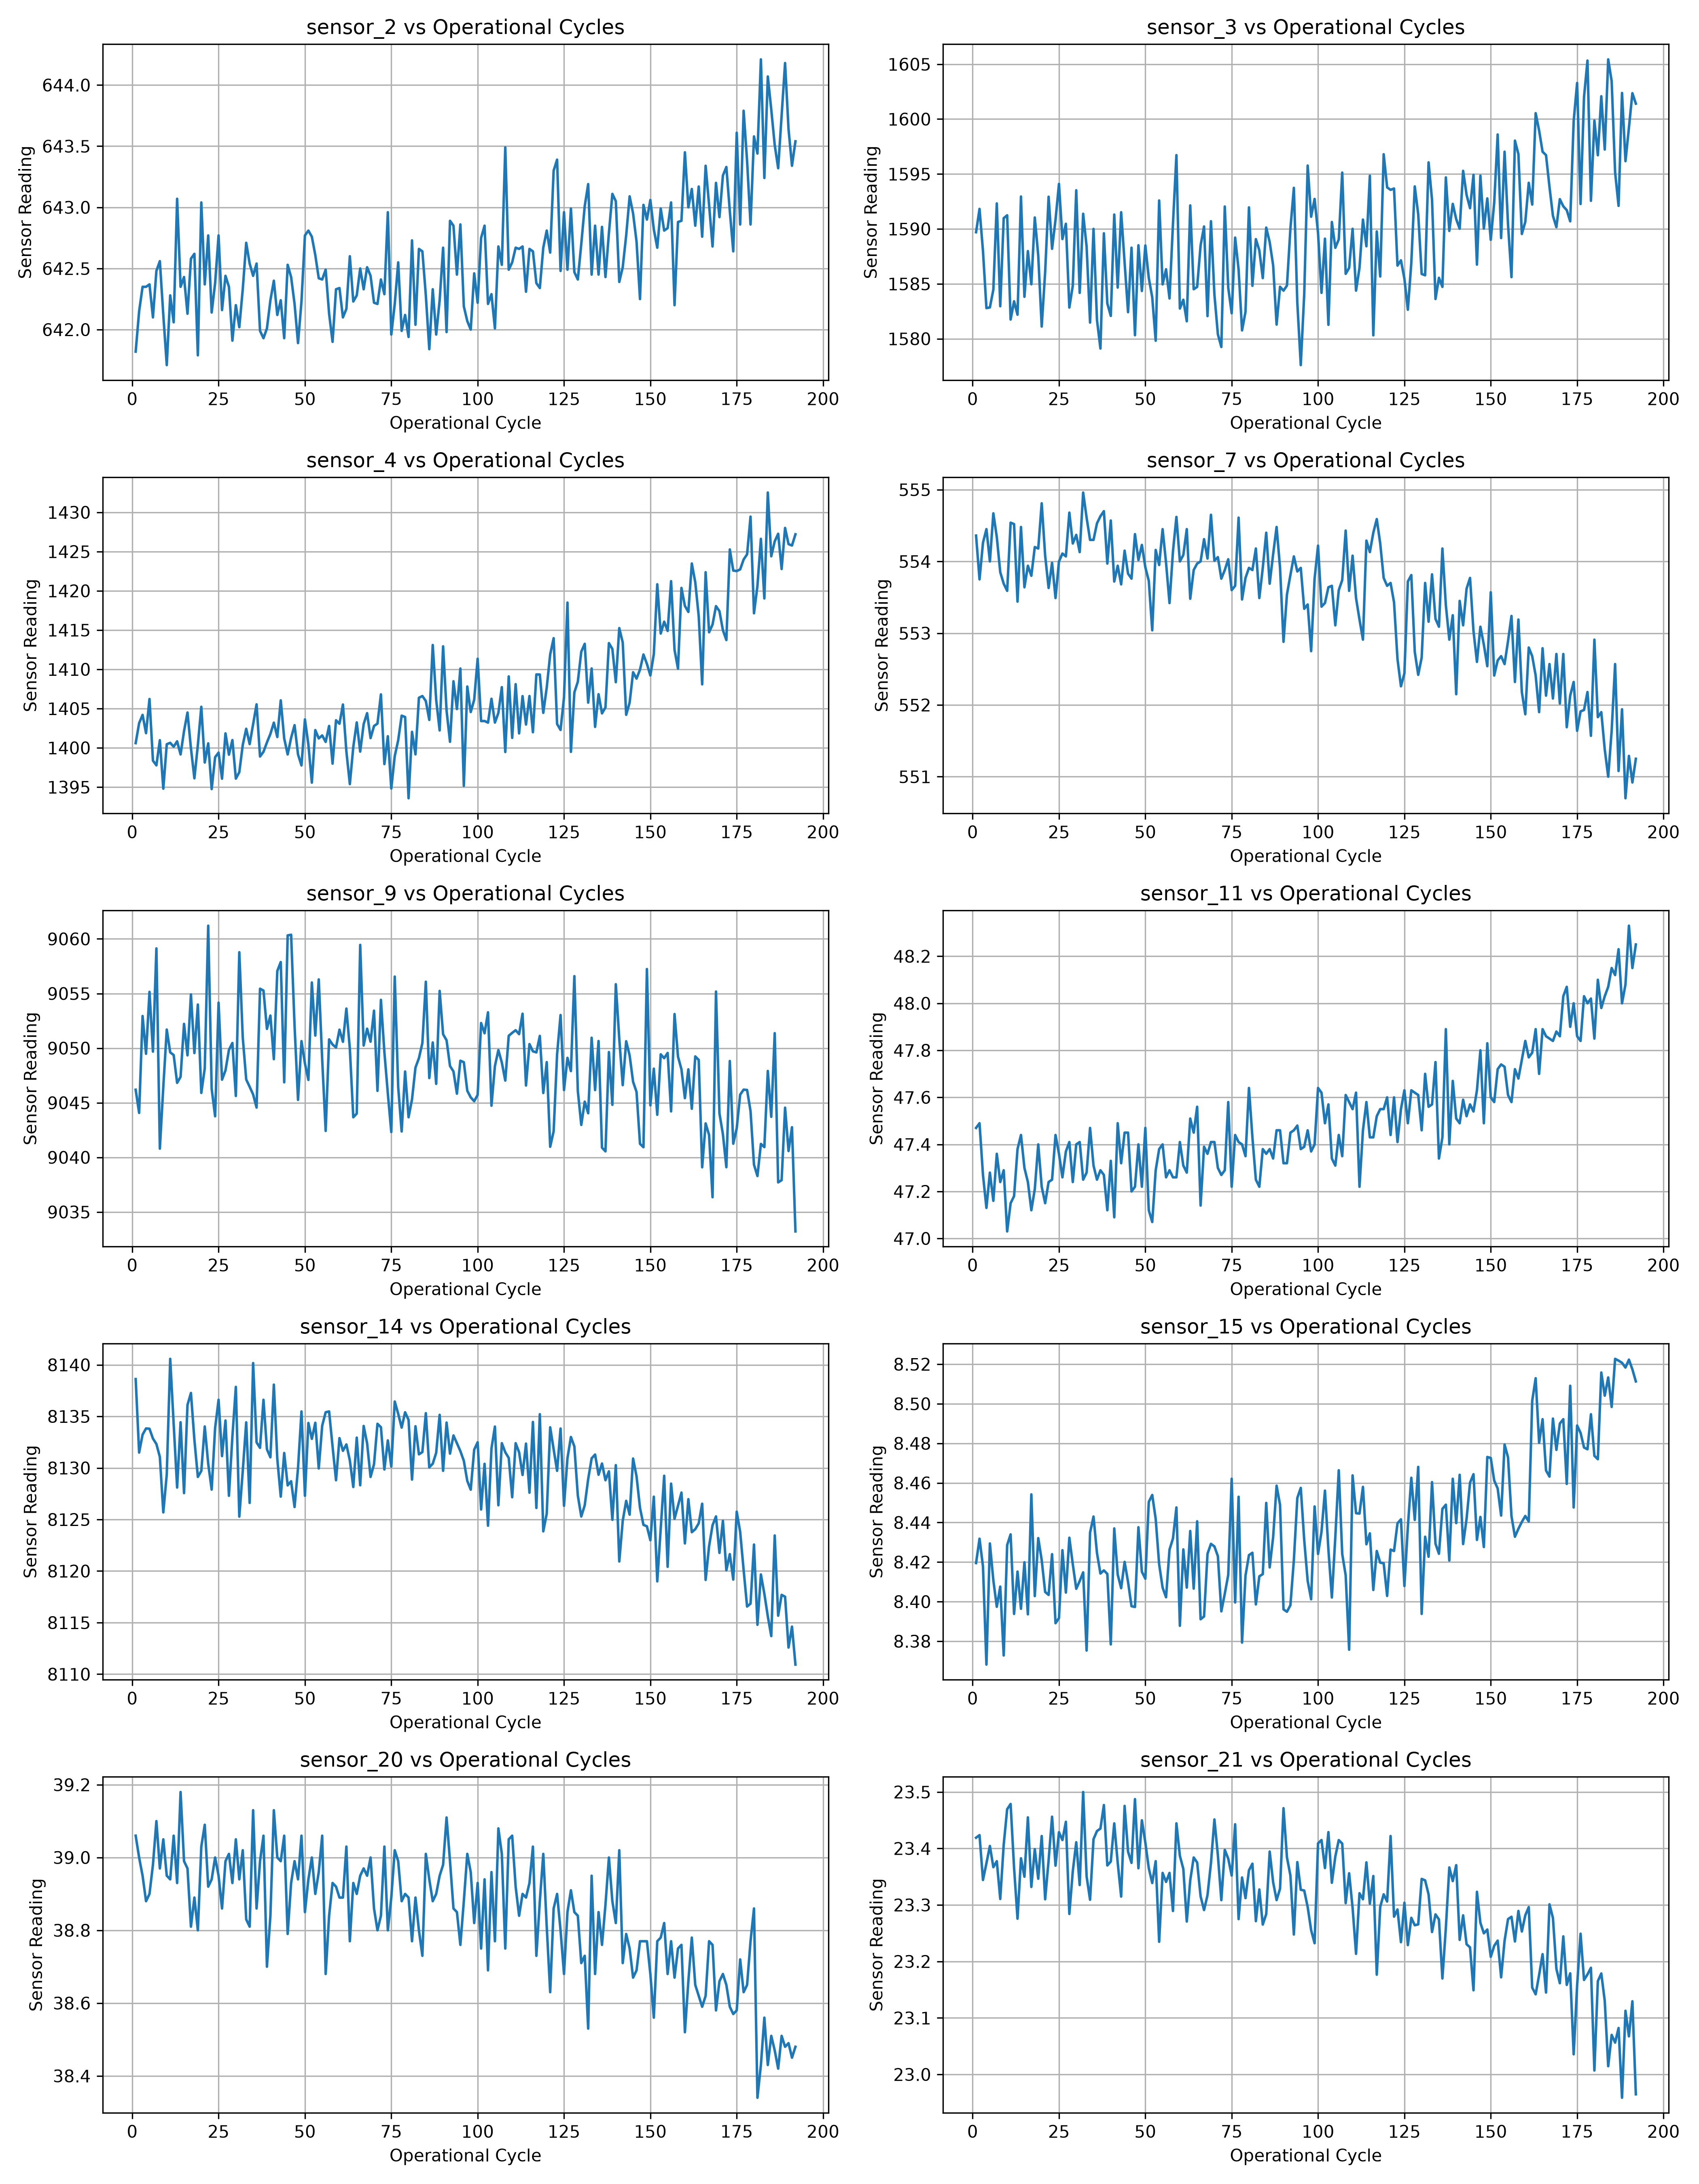 sensor_2 vs Operational Cycles
Sensor Reading
644.0
643.5
643.0
642.5
642.0
0 25 50 75 100 125 150 175 200
Operational Cycle
sensor_3 vs Operational Cycles
Sensor Reading
1605
1600
1595
1590
1585
1580
0 25 50 75 100 125 150 175 200
Operational Cycle
sensor_4 vs Operational Cycles
Sensor Reading
1430
1425
1420
1415
1410
1405
1400
1395
0 25 50 75 100 125 150 175 200
Operational Cycle
sensor_7 vs Operational Cycles
Sensor Reading
555
554
553
552
551
0 25 50 75 100 125 150 175 200
Operational Cycle
sensor_9 vs Operational Cycles
Sensor Reading
9060
9055
9050
9045
9040
9035
0 25 50 75 100 125 150 175 200
Operational Cycle
sensor_11 vs Operational Cycles
Sensor Reading
48.2
48.0
47.8
47.6
47.4
47.2
47.0
0 25 50 75 100 125 150 175 200
Operational Cycle
sensor_14 vs Operational Cycles
Sensor Reading
8140
8135
8130
8125
8120
8115
8110
0 25 50 75 100 125 150 175 200
Operational Cycle
sensor_15 vs Operational Cycles
Sensor Reading
8.52
8.50
8.48
8.46
8.44
8.42
8.40
8.38
0 25 50 75 100 125 150 175 200
Operational Cycle
sensor_20 vs Operational Cycles
Sensor Reading
39.2
39.0
38.8
38.6
38.4
0 25 50 75 100 125 150 175 200
Operational Cycle
sensor_21 vs Operational Cycles
Sensor Reading
23.5
23.4
23.3
23.2
23.1
23.0
0 25 50 75 100 125 150 175 200
Operational Cycle